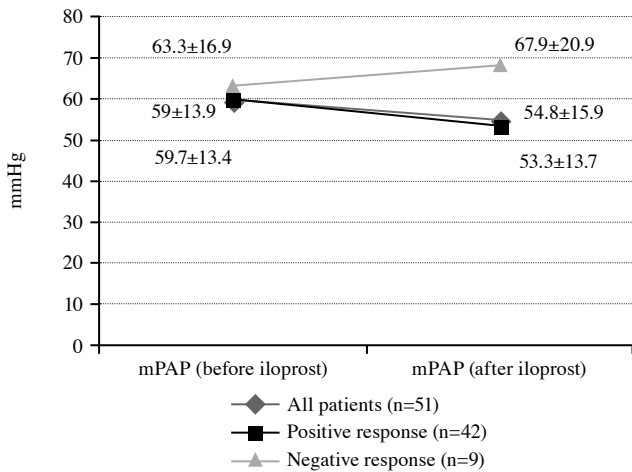 80
70
60
50
40
30
20
10
0
mmHg
63.3±16.9
67.9±20.9
59±13.9
54.8±15.9
59.7±13.4
53.3±13.7
mPAP (before iloprost)
mPAP (after iloprost)
All patients (n=51)
Positive response (n=42)
Negative response (n=9)